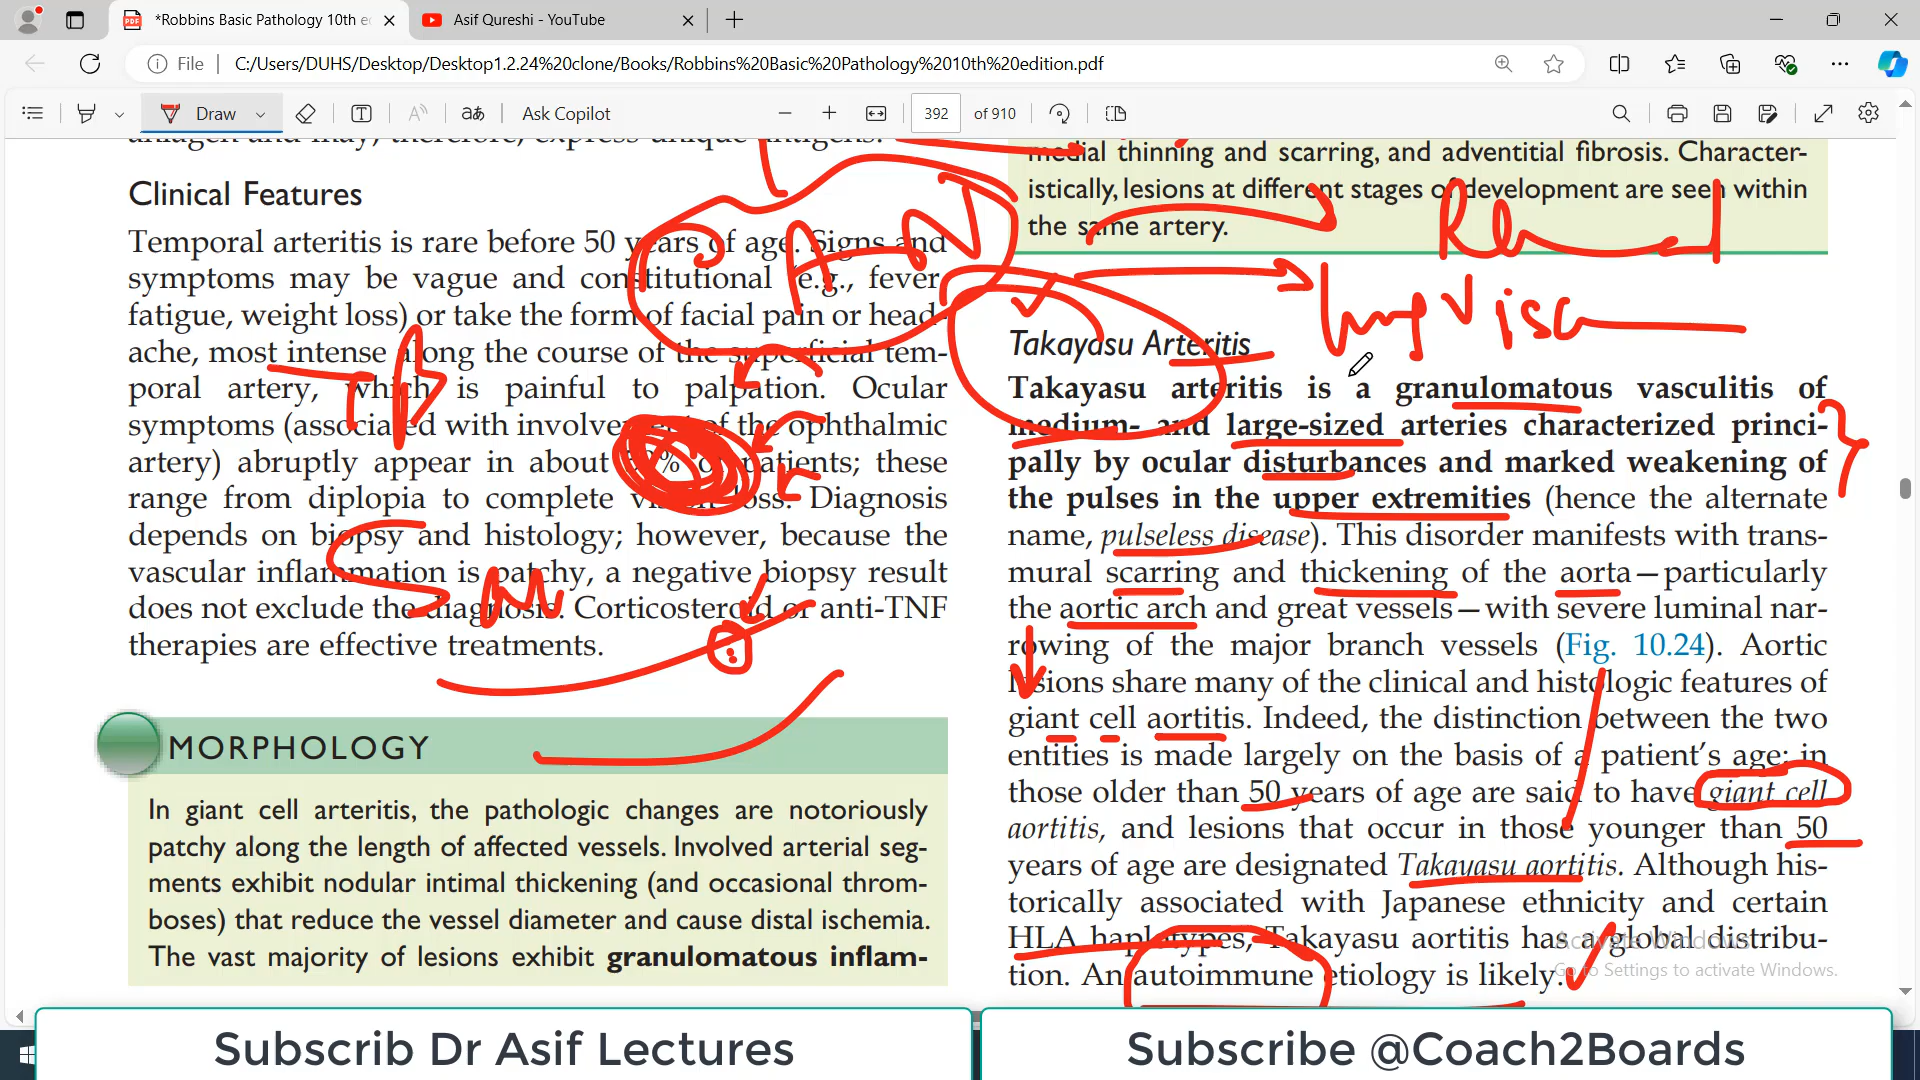 *Robbins Basic Pathology 10th e
Asif Qureshi - YouTube
File
C:/Users/DUHS/Desktop/Desktop1.2.24%20clone/Books/Robbins%20Basic%20Pathology%2010th%20edition.pdf
Draw
aあ
Ask Copilot
392 of 910
anlagen and may, therefore, express unique antigens.
Clinical Features
Temporal arteritis is rare before 50 years of age. Signs and
symptoms may be vague and constitutional (e.g., fever,
fatigue, weight loss) or take the form of facial pain or head-
ache, most intense along the course of the superficial tem-
poral artery, which is painful to palpation. Ocular
symptoms (associated with involvement of the ophthalmic
artery) abruptly appear in about 50% of patients; these
range from diplopia to complete vision loss. Diagnosis
depends on biopsy and histology; however, because the
vascular inflammation is patchy, a negative biopsy result
does not exclude the diagnosis. Corticosteroid or anti-TNF
therapies are effective treatments.
PAN
TB
SM
MORPHOLOGY
In giant cell arteritis, the pathologic changes are notoriously
patchy along the length of affected vessels. Involved arterial seg-
ments exhibit nodular intimal thickening (and occasional throm-
boses) that reduce the vessel diameter and cause distal ischemia.
The vast majority of lesions exhibit granulomatous inflam-
medial thinning and scarring, and adventitial fibrosis. Character-
istically, lesions at different stages of development are seen within
the same artery.
Renal
Takayasu Arteritis
Takayasu arteritis is a granulomatous vasculitis of
medium- and large-sized arteries characterized princi-
pally by ocular disturbances and marked weakening of
the pulses in the upper extremities (hence the alternate
name, pulseless disease). This disorder manifests with trans-
mural scarring and thickening of the aorta—particularly
the aortic arch and great vessels—with severe luminal nar-
rowing of the major branch vessels (Fig. 10.24). Aortic
lesions share many of the clinical and histologic features of
giant cell aortitis. Indeed, the distinction between the two
entities is made largely on the basis of a patient's age; in
those older than 50 years of age are said to have giant cell
aortitis, and lesions that occur in those younger than 50
years of age are designated Takayasu aortitis. Although his-
torically associated with Japanese ethnicity and certain
HLA haplotypes, Takayasu aortitis has a global distribu-
tion. An autoimmune etiology is likely.
Activate Windows
Go to Settings to activate Windows.
Subscrib Dr Asif Lectures
Subscribe @Coach2Boards